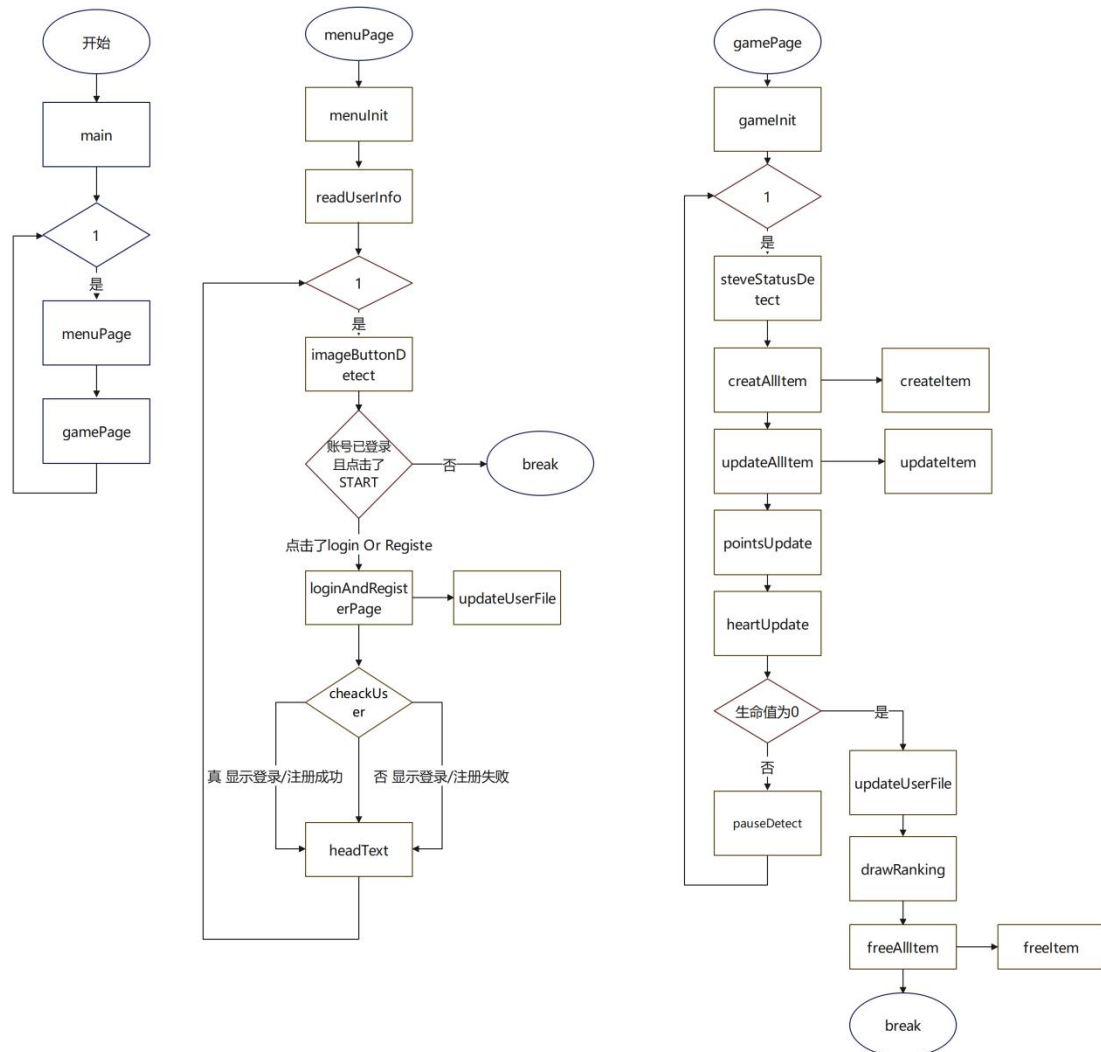 开始
main
1
是
menuPage
gamePage
menuPage
menuInit
readUserInfo
1
是
imageButtonD
etect
账号已登录
且点击了
START
否
break
点击了login Or Registe
loginAndRegist
erPage
updateUserFile
cheackUs
er
真 显示登录/注册成功
否 显示登录/注册失败
headText
gamePage
gameInit
1
是
steveStatusDe
tect
creatAllItem
createItem
updateAllItem
updateItem
pointsUpdate
heartUpdate
生命值为0
是
否
pauseDetect
updateUserFile
drawRanking
freeAllItem
freeItem
break